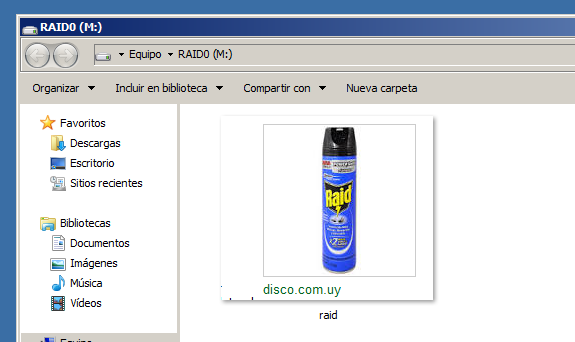 RAID0 (M:)
Equipo RAID0 (M:)
Organizar Incluir en biblioteca Compartir con Nueva carpeta
Favoritos
Descargas
Escritorio
Sitios recientes
Bibliotecas
Documentos
Imágenes
Música
Vídeos
Equipo
Raid
disco.com.uy
raid